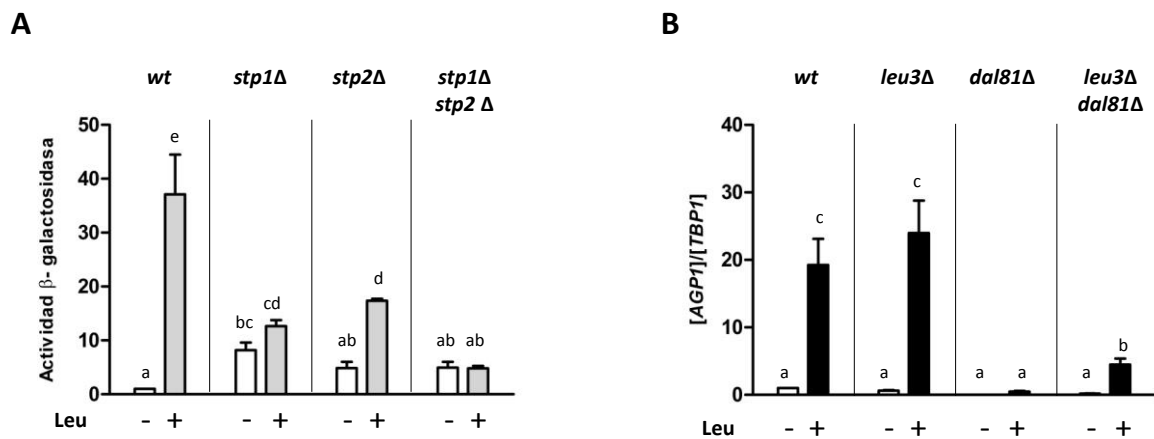 A
wt stp1Δ stp2Δ stp1Δ
stp2 Δ
Actividad β- galactosidasa
50
40
30
20
10
0
a e bc cd ab d ab ab
Leu - + - + - + - +
B
wt leu3Δ dal81Δ leu3Δ
dal81Δ
[AGP1]/[TBP1]
40
30
20
10
0
a c a c a a a b
Leu - + - + - + - +